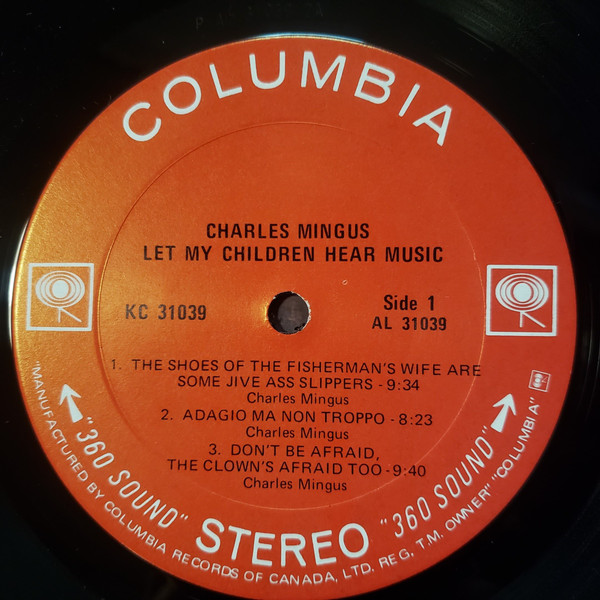 COLUMBIA
CHARLES MINGUS
LET MY CHILDREN HEAR MUSIC
KC 31039
Side 1
AL 31039
1. THE SHOES OF THE FISHERMAN'S WIFE ARE
SOME JIVE ASS SLIPPERS - 9:34
Charles Mingus
2. ADAGIO MA NON TROPPO - 8:23
Charles Mingus
3. DON'T BE AFRAID,
THE CLOWN'S AFRAID TOO - 9:40
Charles Mingus
"360 SOUND" STEREO "360 SOUND"
"MANUFACTURED BY COLUMBIA RECORDS OF CANADA, LTD. REG. T.M. OWNER" "COLUMBIA"